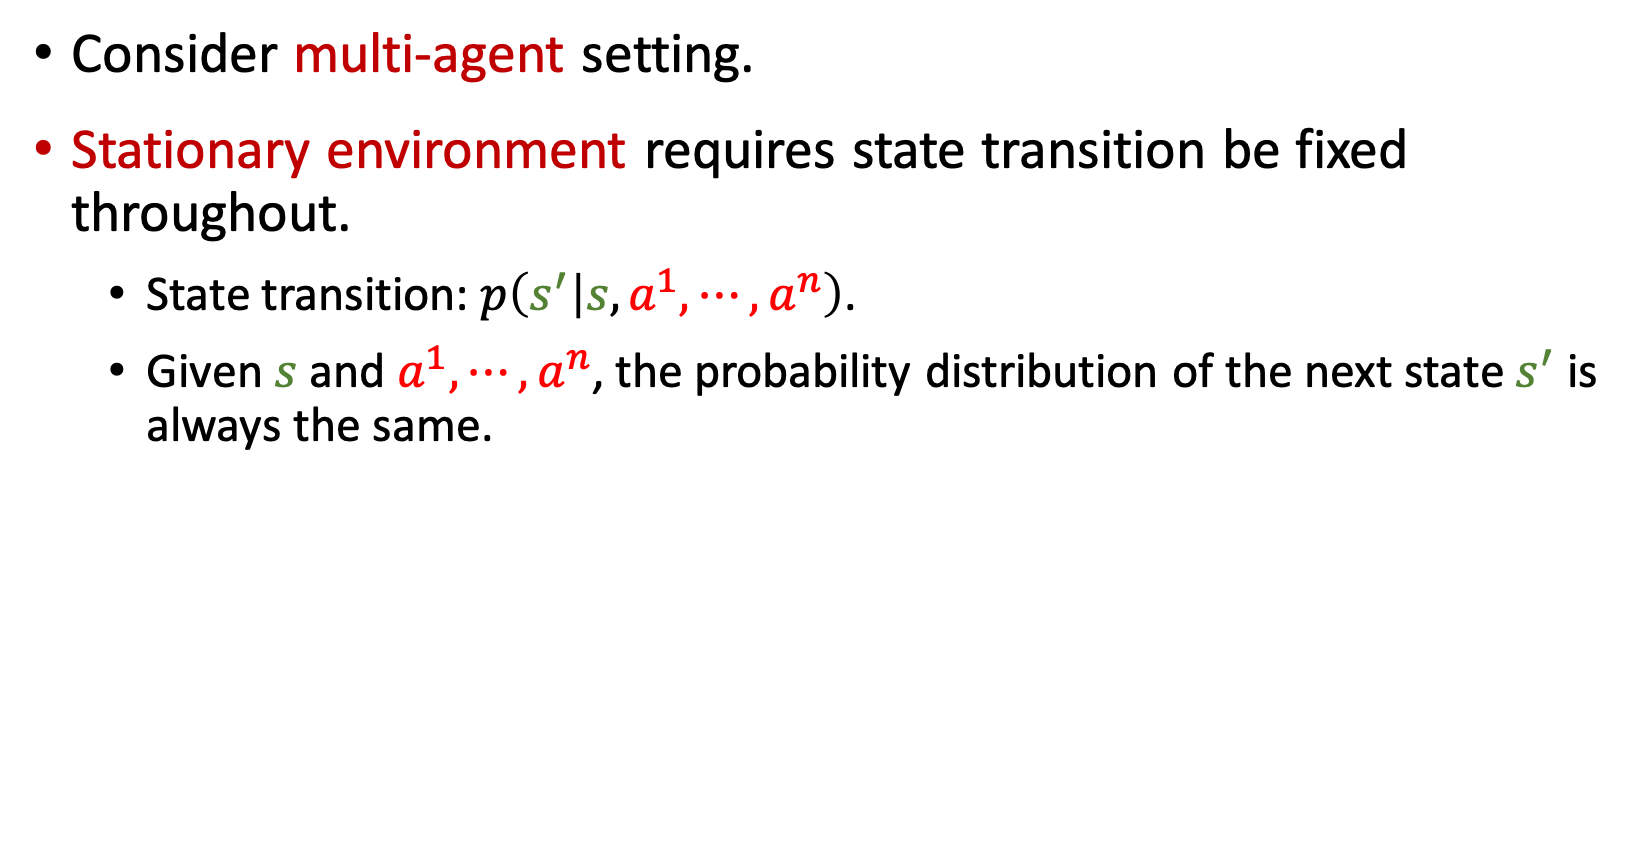 • Consider multi-agent setting.
• Stationary environment requires state transition be fixed
throughout.
• State transition: p(s′|s, a¹, ⋯, aⁿ).
• Given s and a¹, ⋯, aⁿ, the probability distribution of the next state s′ is
always the same.